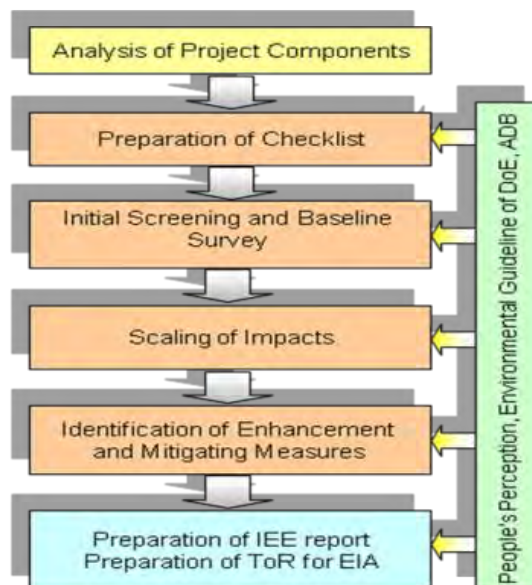 Analysis of Project Components
Preparation of Checklist
Initial Screening and Baseline
Survey
Scaling of Impacts
Identification of Enhancement
and Mitigating Measures
Preparation of IEE report
Preparation of ToR for EIA
People's Perception, Environmental Guideline of DoE, ADB